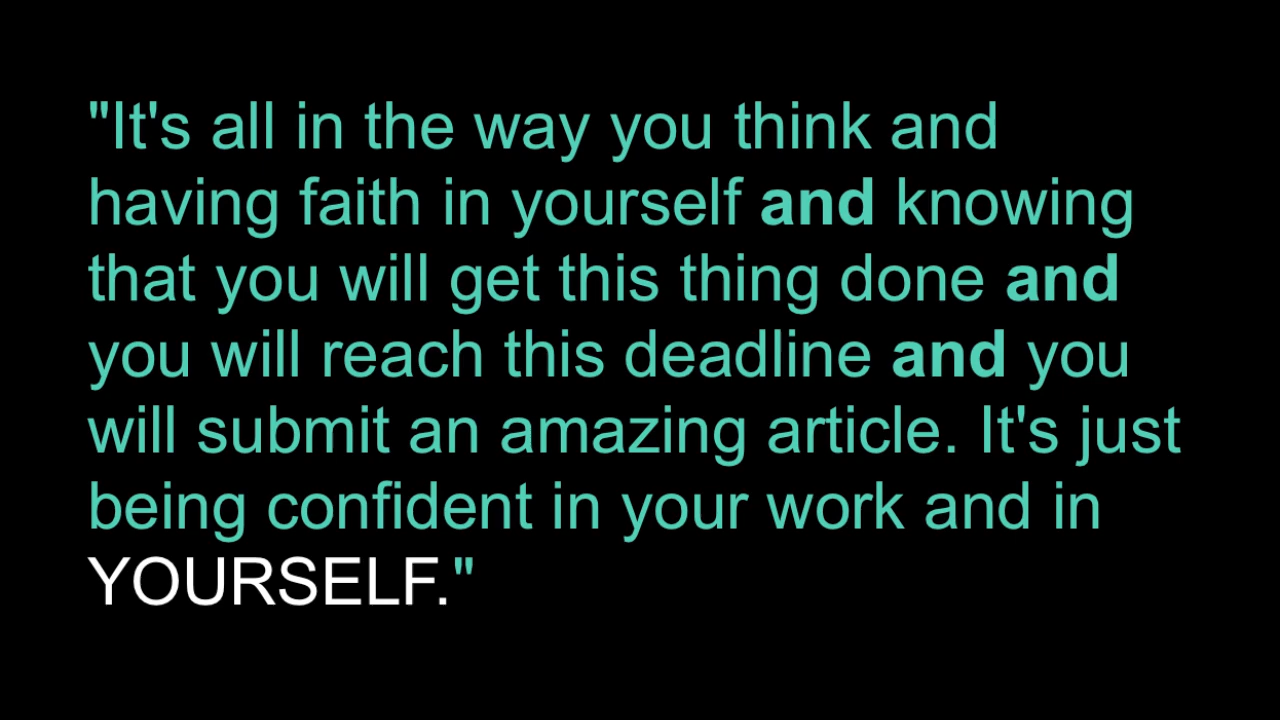 "It's all in the way you think and
having faith in yourself and knowing
that you will get this thing done and
you will reach this deadline and you
will submit an amazing article. It's just
being confident in your work and in
YOURSELF."